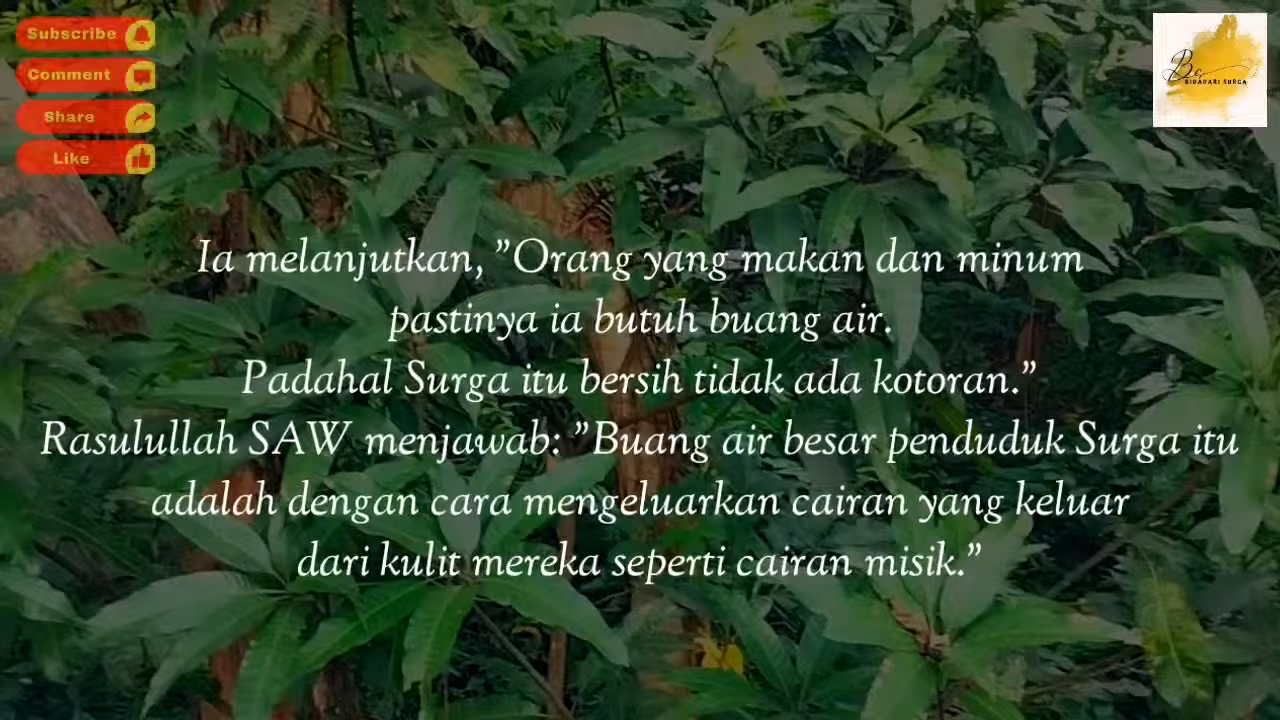 Subscribe
Comment
Share
Like
BIDADARI SURGA
Ia melanjutkan, "Orang yang makan dan minum
pastinya ia butuh buang air.
Padahal Surga itu bersih tidak ada kotoran."
Rasulullah SAW menjawab: "Buang air besar penduduk Surga itu
adalah dengan cara mengeluarkan cairan yang keluar
dari kulit mereka seperti cairan misik."